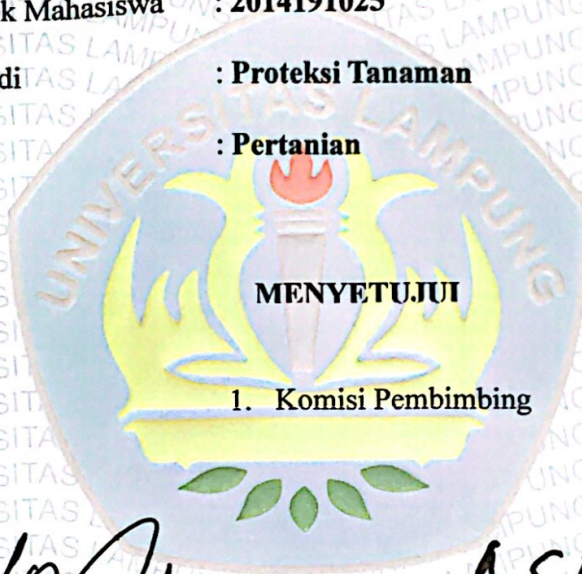 k Mahasiswa : 2014191025
di : Proteksi Tanaman
: Pertanian
UNIVERSITAS LAMPUNG
MENYETUJUI
1. Komisi Pembimbing